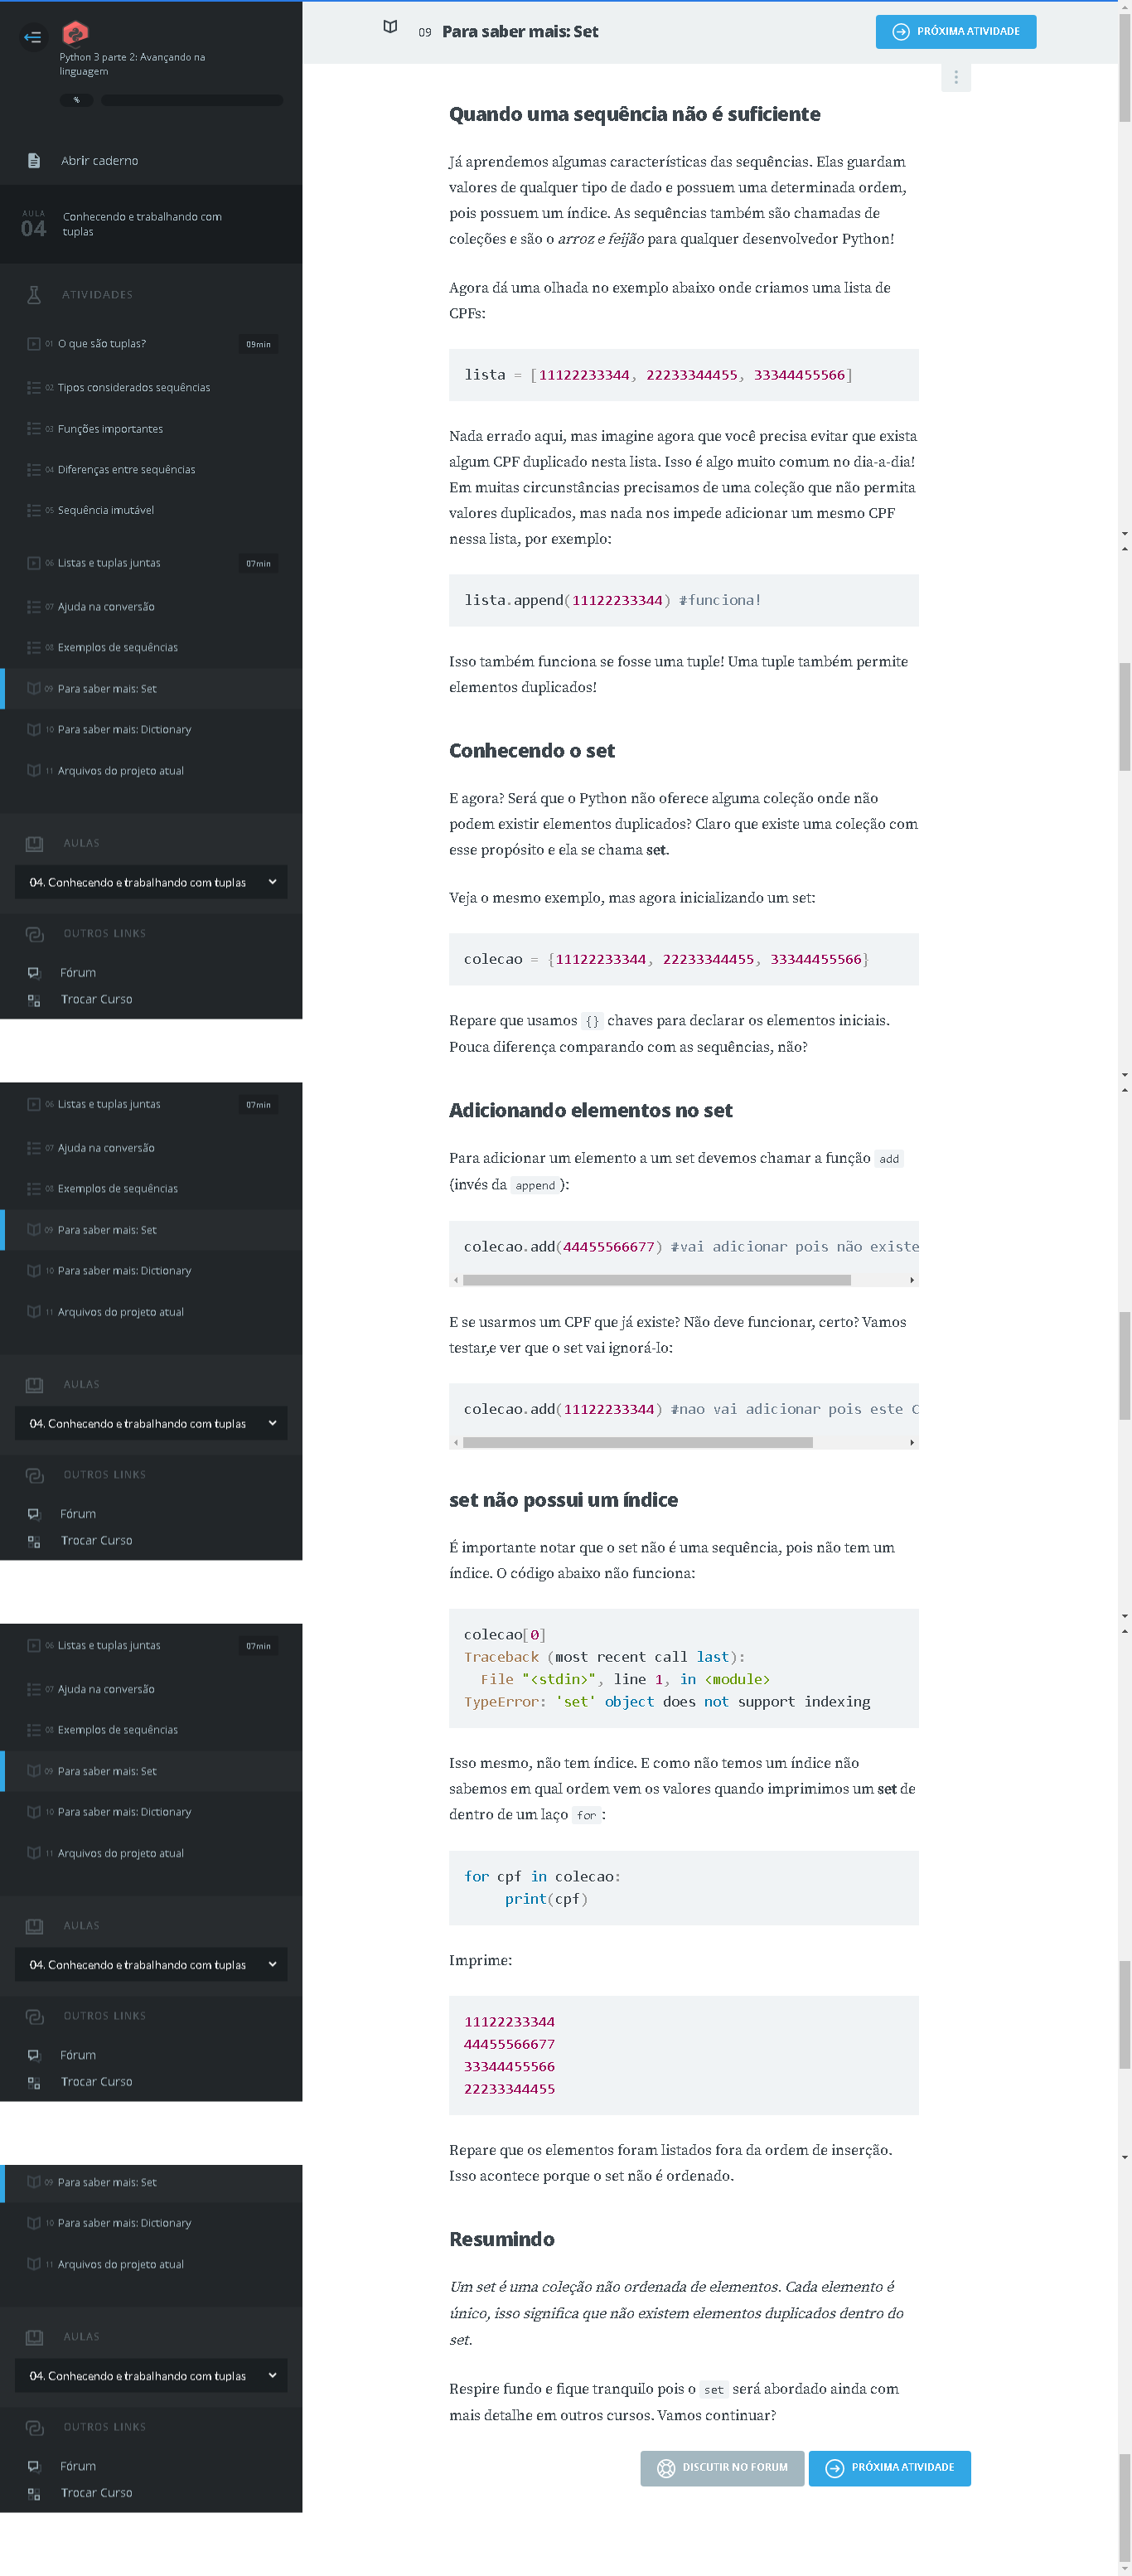 Python 3 parte 2: Avançando na
linguagem
%
Abrir caderno
AULA
04
Conhecendo e trabalhando com
tuplas
ATIVIDADES
01 O que são tuplas? 09min
02 Tipos considerados sequências
03 Funções importantes
04 Diferenças entre sequências
05 Sequência imutável
06 Listas e tuplas juntas 07min
07 Ajuda na conversão
08 Exemplos de sequências
09 Para saber mais: Set
10 Para saber mais: Dictionary
11 Arquivos do projeto atual
AULAS
04. Conhecendo e trabalhando com tuplas
OUTROS LINKS
Fórum
Trocar Curso
06 Listas e tuplas juntas 07min
07 Ajuda na conversão
08 Exemplos de sequências
09 Para saber mais: Set
10 Para saber mais: Dictionary
11 Arquivos do projeto atual
AULAS
04. Conhecendo e trabalhando com tuplas
OUTROS LINKS
Fórum
Trocar Curso
06 Listas e tuplas juntas 07min
07 Ajuda na conversão
08 Exemplos de sequências
09 Para saber mais: Set
10 Para saber mais: Dictionary
11 Arquivos do projeto atual
AULAS
04. Conhecendo e trabalhando com tuplas
OUTROS LINKS
Fórum
Trocar Curso
09 Para saber mais: Set
10 Para saber mais: Dictionary
11 Arquivos do projeto atual
AULAS
04. Conhecendo e trabalhando com tuplas
OUTROS LINKS
Fórum
Trocar Curso
09 Para saber mais: Set
PRÓXIMA ATIVIDADE
Quando uma sequência não é suficiente
Já aprendemos algumas características das sequências. Elas guardam
valores de qualquer tipo de dado e possuem uma determinada ordem,
pois possuem um índice. As sequências também são chamadas de
coleções e são o arroz e feijão para qualquer desenvolvedor Python!
Agora dá uma olhada no exemplo abaixo onde criamos uma lista de
CPFs:
lista = [11122233344, 22233344455, 33344455566]
Nada errado aqui, mas imagine agora que você precisa evitar que exista
algum CPF duplicado nesta lista. Isso é algo muito comum no dia-a-dia!
Em muitas circunstâncias precisamos de uma coleção que não permita
valores duplicados, mas nada nos impede adicionar um mesmo CPF
nessa lista, por exemplo:
lista.append(11122233344) #funciona!
Isso também funciona se fosse uma tuple! Uma tuple também permite
elementos duplicados!
Conhecendo o set
E agora? Será que o Python não oferece alguma coleção onde não
podem existir elementos duplicados? Claro que existe uma coleção com
esse propósito e ela se chama set.
Veja o mesmo exemplo, mas agora inicializando um set:
colecao = {11122233344, 22233344455, 33344455566}
Repare que usamos {} chaves para declarar os elementos iniciais.
Pouca diferença comparando com as sequências, não?
Adicionando elementos no set
Para adicionar um elemento a um set devemos chamar a função add
(invés da append ):
colecao.add(44455566677) #vai adicionar pois não existe
E se usarmos um CPF que já existe? Não deve funcionar, certo? Vamos
testar,e ver que o set vai ignorá-lo:
colecao.add(11122233344) #nao vai adicionar pois este C
set não possui um índice
É importante notar que o set não é uma sequência, pois não tem um
índice. O código abaixo não funciona:
colecao[0]
Traceback (most recent call last):
File "<stdin>", line 1, in <module>
TypeError: 'set' object does not support indexing
Isso mesmo, não tem índice. E como não temos um índice não
sabemos em qual ordem vem os valores quando imprimimos um set de
dentro de um laço for :
for cpf in colecao:
print(cpf)
Imprime:
11122233344
44455566677
33344455566
22233344455
Repare que os elementos foram listados fora da ordem de inserção.
Isso acontece porque o set não é ordenado.
Resumindo
Um set é uma coleção não ordenada de elementos. Cada elemento é
único, isso significa que não existem elementos duplicados dentro do
set.
Respire fundo e fique tranquilo pois o set será abordado ainda com
mais detalhe em outros cursos. Vamos continuar?
DISCUTIR NO FORUM
PRÓXIMA ATIVIDADE